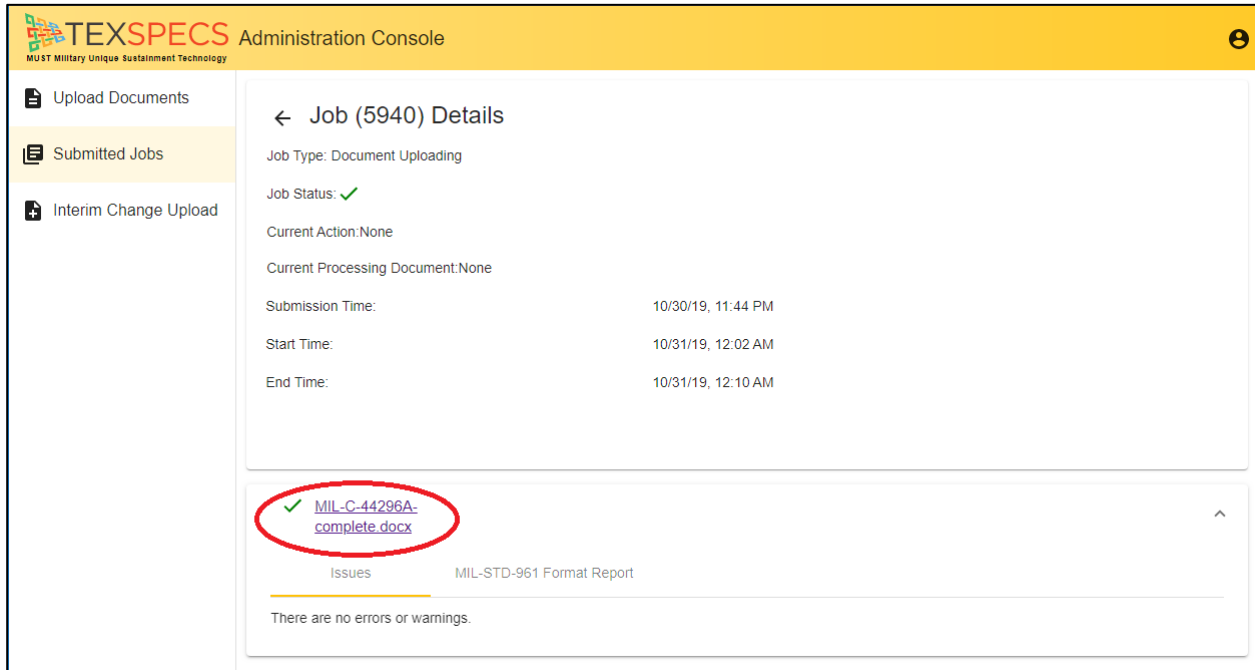 TEXSPECS Administration Console
MUST Military Unique Sustainment Technology
Upload Documents
Submitted Jobs
Interim Change Upload
Job (5940) Details
Job Type: Document Uploading
Job Status:
Current Action:None
Current Processing Document:None
Submission Time: 10/30/19, 11:44 PM
Start Time: 10/31/19, 12:02 AM
End Time: 10/31/19, 12:10 AM
MIL-C-44296A-
complete.docx
Issues MIL-STD-961 Format Report
There are no errors or warnings.